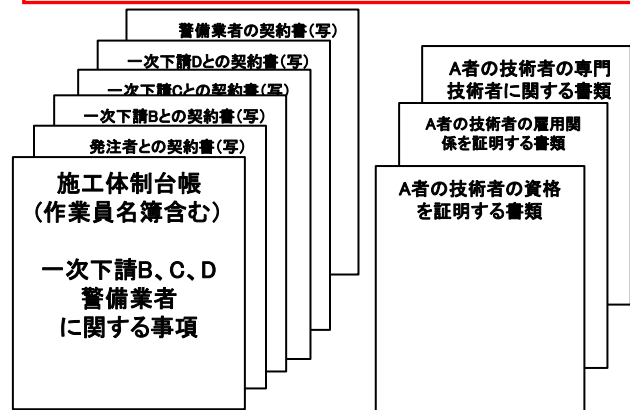 警備業者の契約書(写)
一次下請Dとの契約書(写)
一次下請Cとの契約書(写)
一次下請Bとの契約書(写)
発注者との契約書(写)
施工体制台帳
(作業員名簿含む)
一次下請B、C、D
警備業者
に関する事項
A者の技術者の専門
技術者に関する書類
A者の技術者の雇用関
係を証明する書類
A者の技術者の資格
を証明する書類